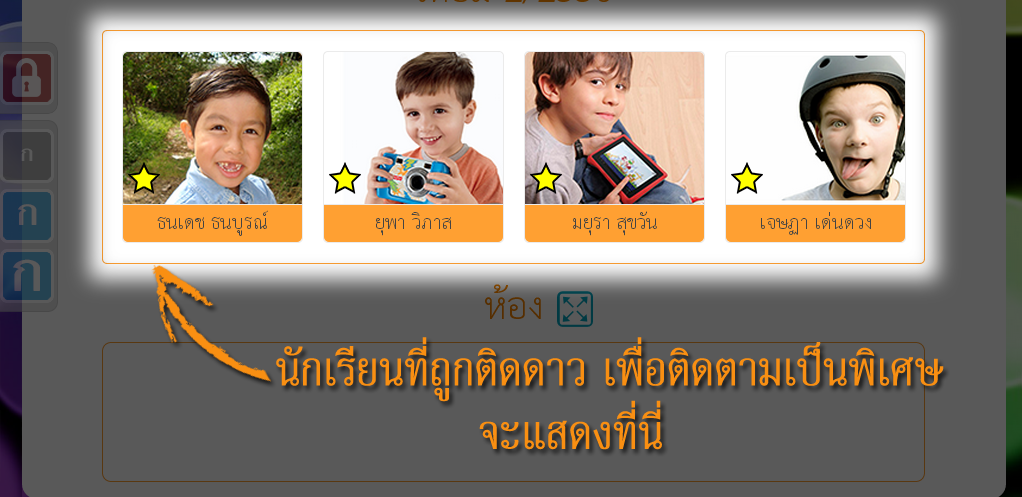 ธนเดช ธนบูรณ์
ยุพา วิภาส
มยุรา สุขวัน
เจษฎา เด่นดวง
ก
ก
ก
ห้อง
นักเรียนที่ถูกติดดาว เพื่อติดตามเป็นพิเศษ
จะแสดงที่นี่